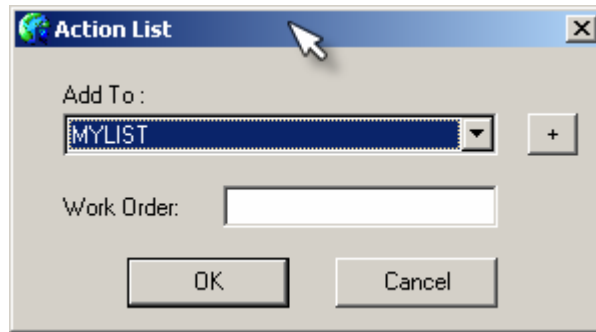 Action List
Add To :
MYLIST
+
Work Order:
OK Cancel